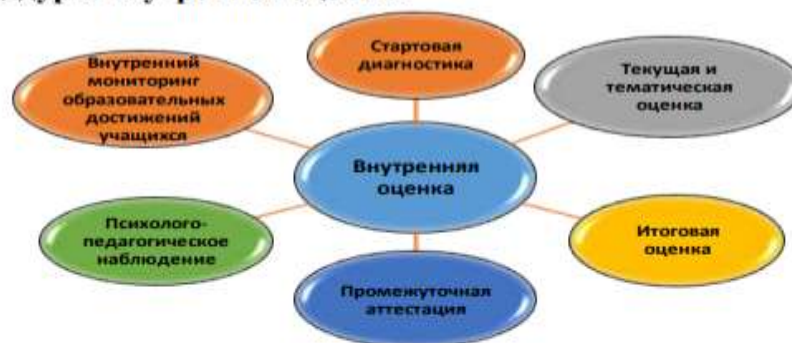 Стартовая
диагностика
Внутренний
мониторинг
образовательных
достижений
учащихся
Текущая и
тематическая
оценка
Внутренняя
оценка
Психолого-
педагогическое
наблюдение
Итоговая
оценка
Промежуточная
аттестация